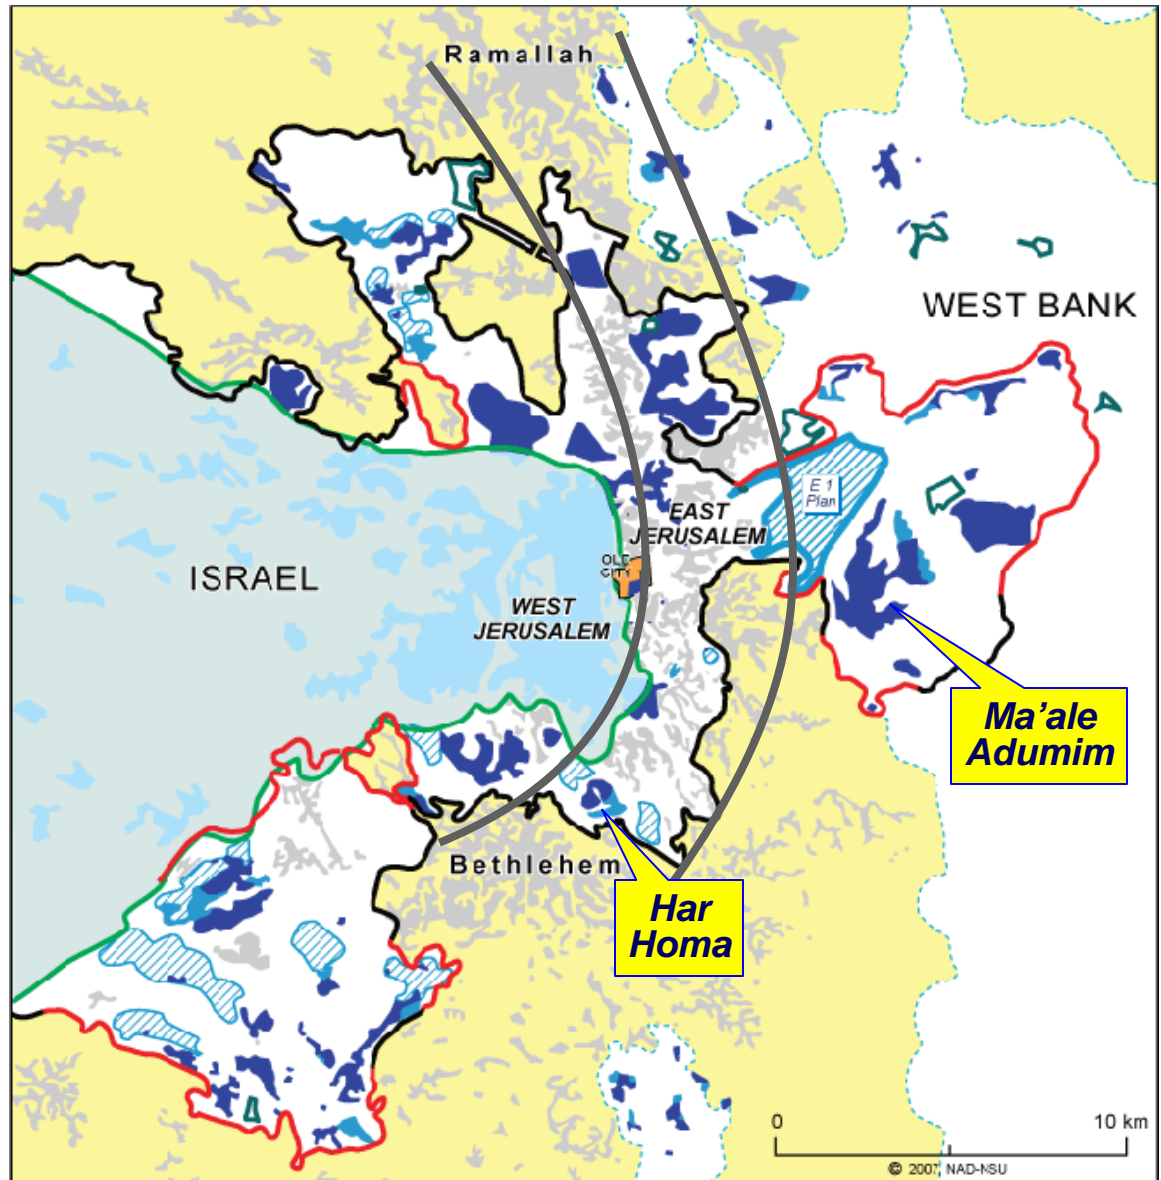 Ramallah
WEST BANK
E 1
Plan
EAST
JERUSALEM
OLD
CITY
ISRAEL
WEST
JERUSALEM
Ma'ale
Adumim
Bethlehem
Har
Homa
0 10 km
© 2007, NAD-NSU